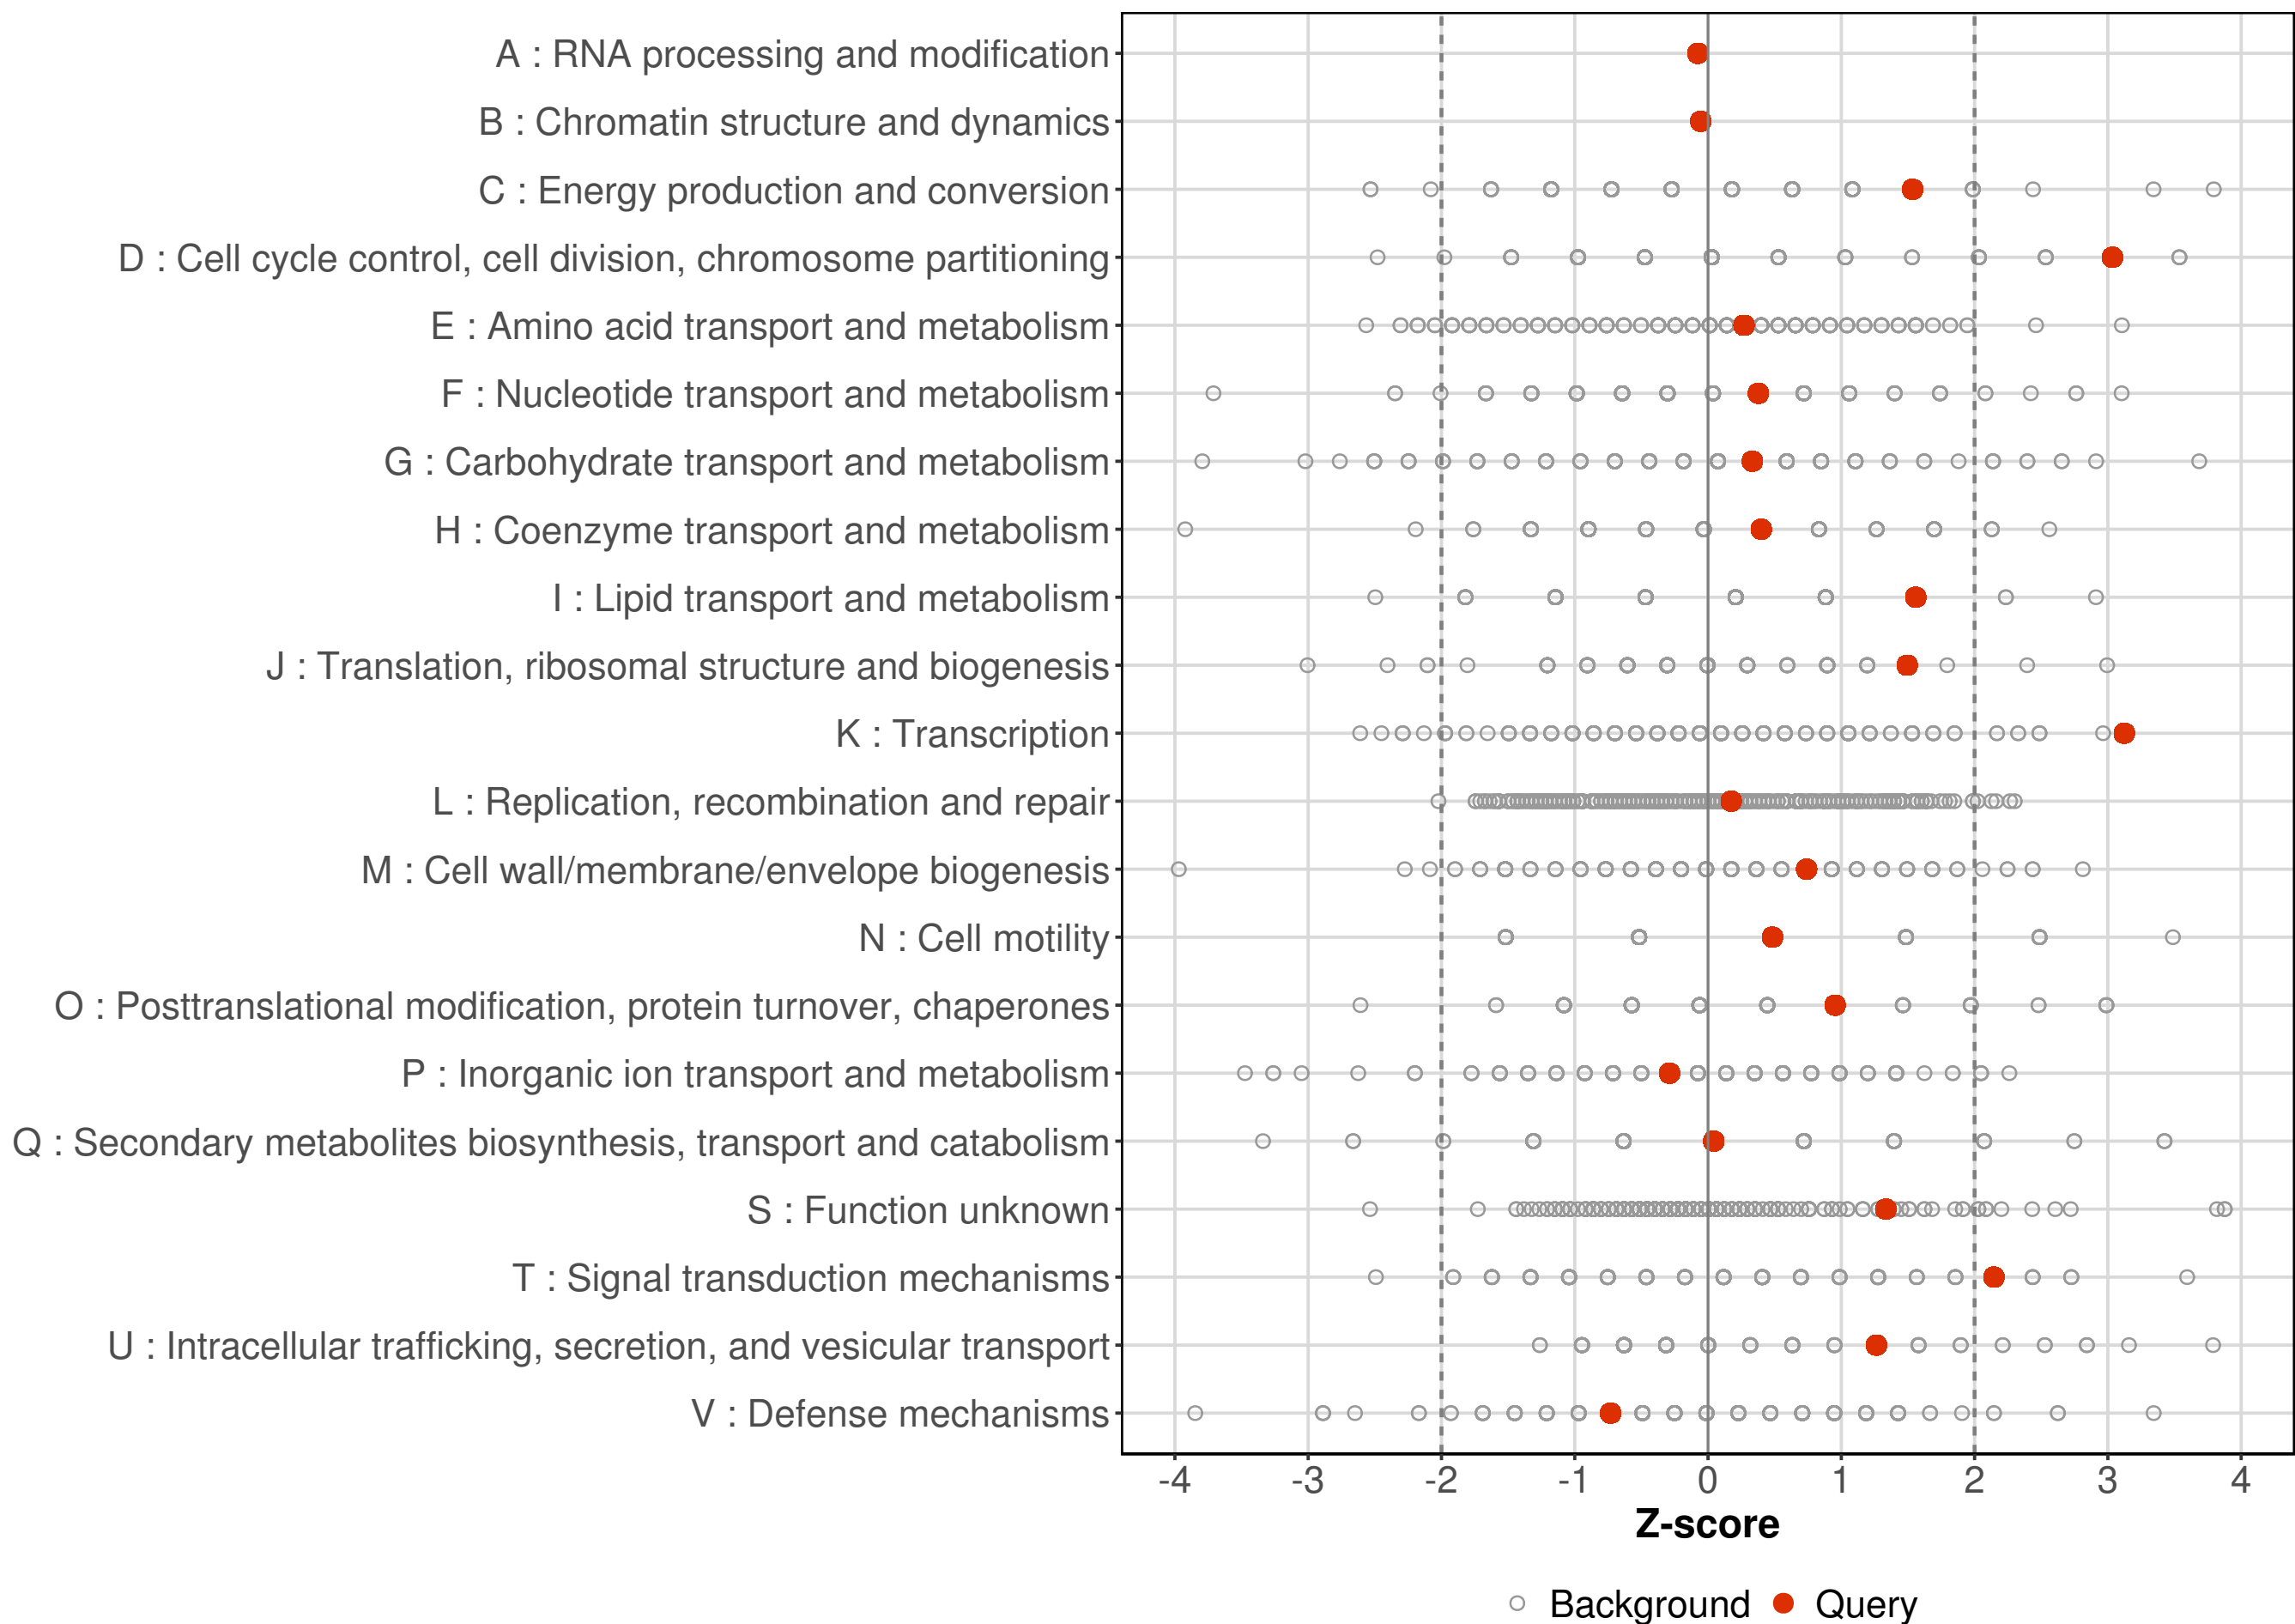 A : RNA processing and modification
B : Chromatin structure and dynamics
C : Energy production and conversion
D : Cell cycle control, cell division, chromosome partitioning
E : Amino acid transport and metabolism
F : Nucleotide transport and metabolism
G : Carbohydrate transport and metabolism
H : Coenzyme transport and metabolism
I : Lipid transport and metabolism
J : Translation, ribosomal structure and biogenesis
K : Transcription
L : Replication, recombination and repair
M : Cell wall/membrane/envelope biogenesis
N : Cell motility
O : Posttranslational modification, protein turnover, chaperones
P : Inorganic ion transport and metabolism
Q : Secondary metabolites biosynthesis, transport and catabolism
S : Function unknown
T : Signal transduction mechanisms
U : Intracellular trafficking, secretion, and vesicular transport
V : Defense mechanisms
-4 -3 -2 -1 0 1 2 3 4
Z-score
Background Query